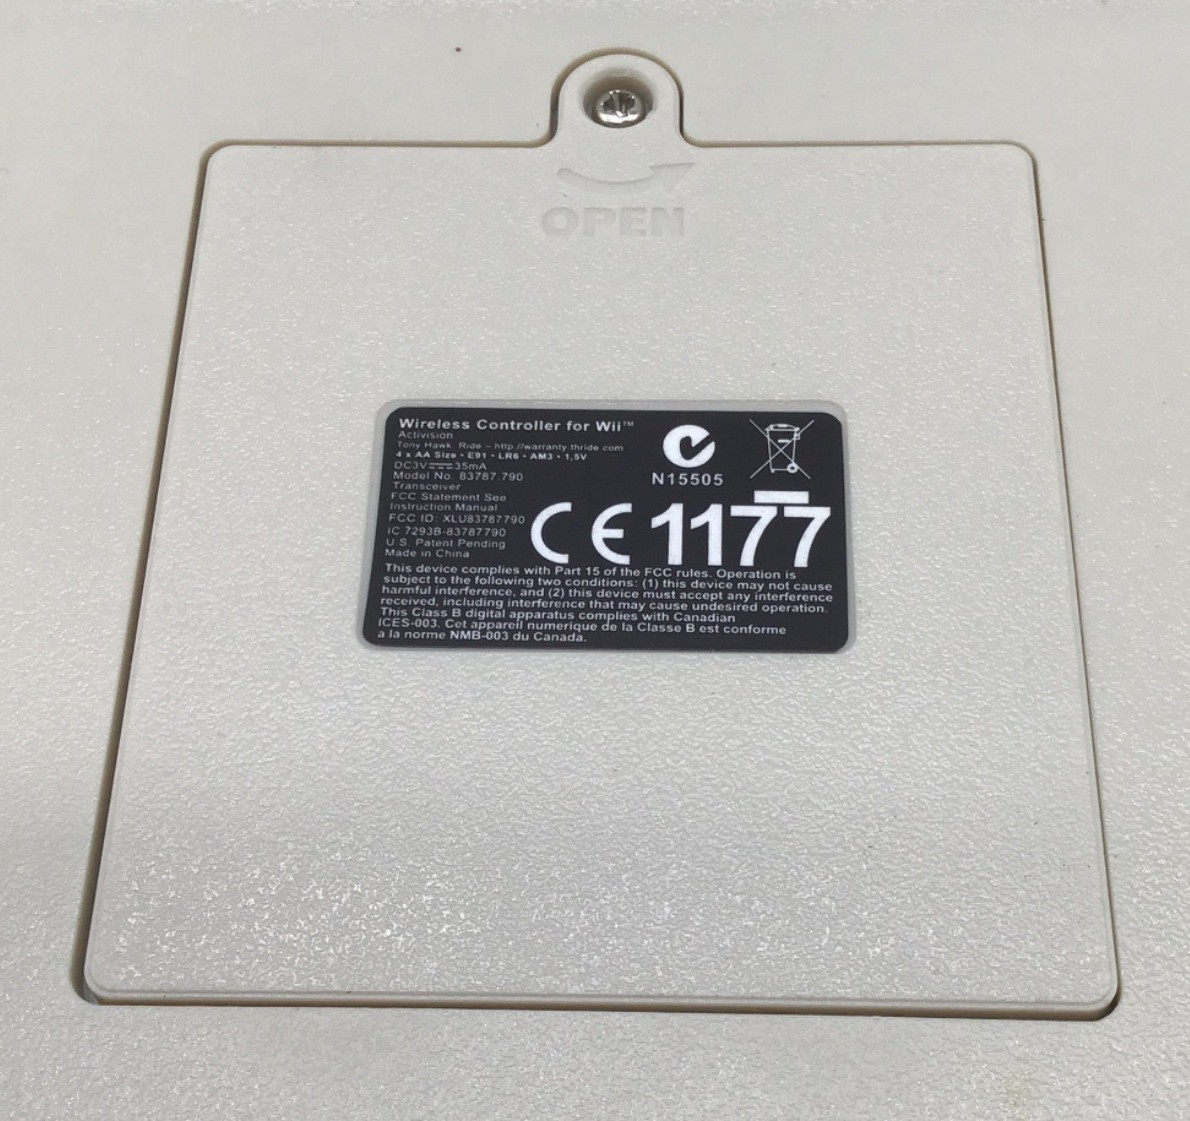 OPEN
Wireless Controller for Wii™
Activision
Tony Hawk Ride – http://warranty.thride.com
4 x AA Size • E91 • LR6 • AM3 • 1,5V
DC3V⎓35mA
Model No. 83787.790
Transceiver
FCC Statement See
Instruction Manual
FCC ID: XLU83787790
IC 7293B-83787790
U.S. Patent Pending
Made in China
N15505
CE 1177
This device complies with Part 15 of the FCC rules. Operation is
subject to the following two conditions: (1) this device may not cause
harmful interference, and (2) this device must accept any interference
received, including interference that may cause undesired operation.
This Class B digital apparatus complies with Canadian
ICES-003. Cet appareil numerique de la Classe B est conforme
a la norme NMB-003 du Canada.